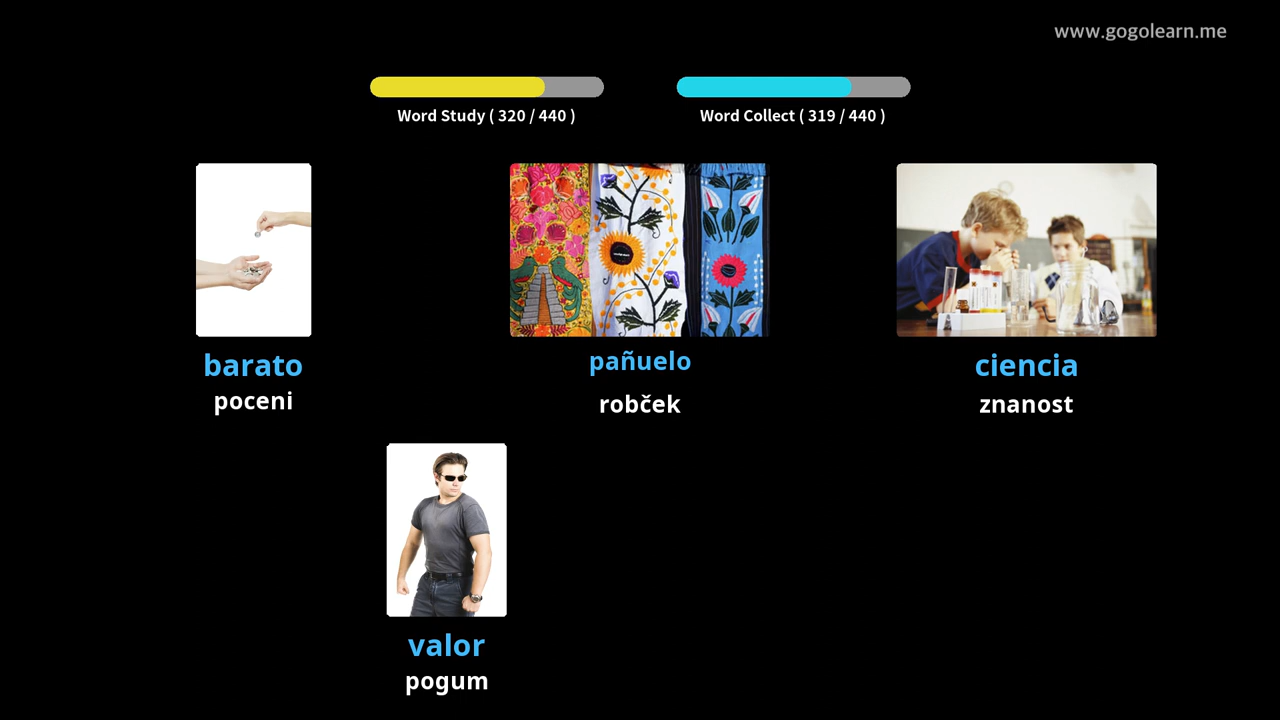 www.gogolearn.me
Word Study ( 320 / 440 )
Word Collect ( 319 / 440 )
barato
poceni
pañuelo
robček
ciencia
znanost
valor
pogum